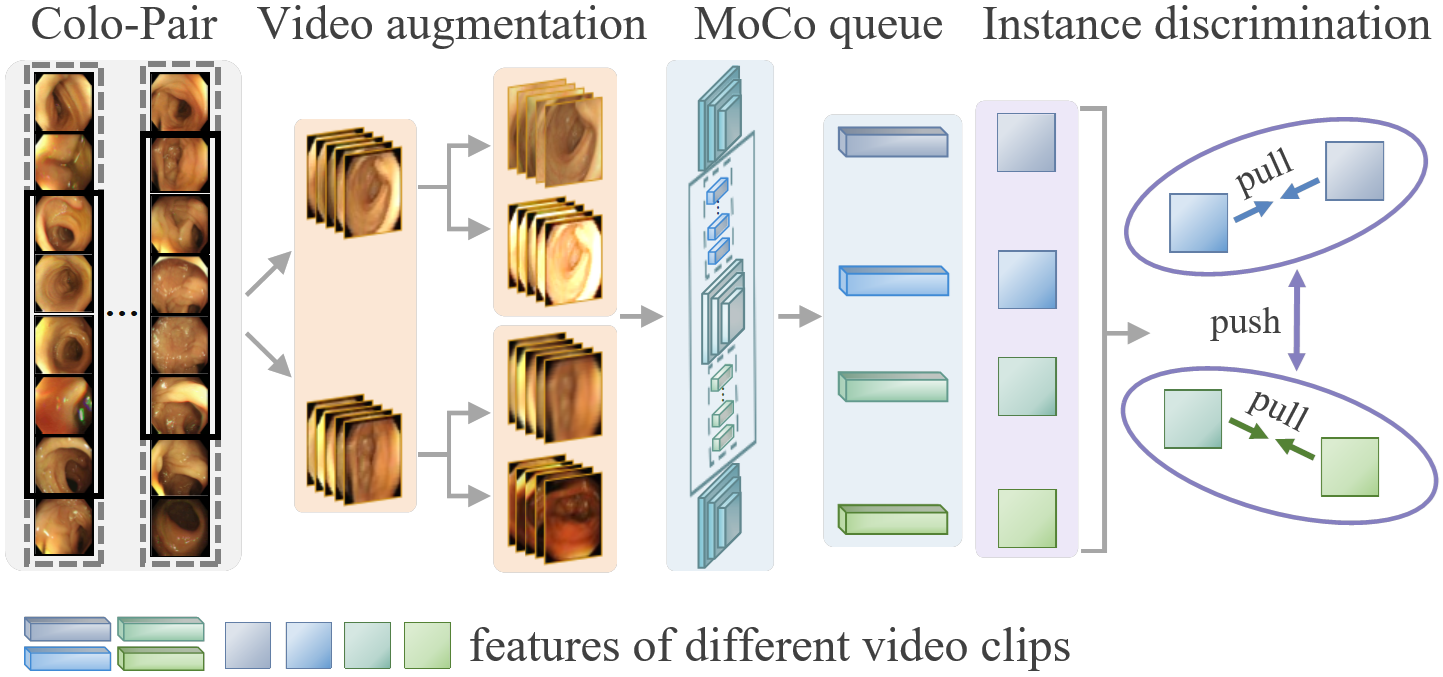 Colo-Pair
Video augmentation
MoCo queue
Instance discrimination
...
pull
push
pull
features of different video clips